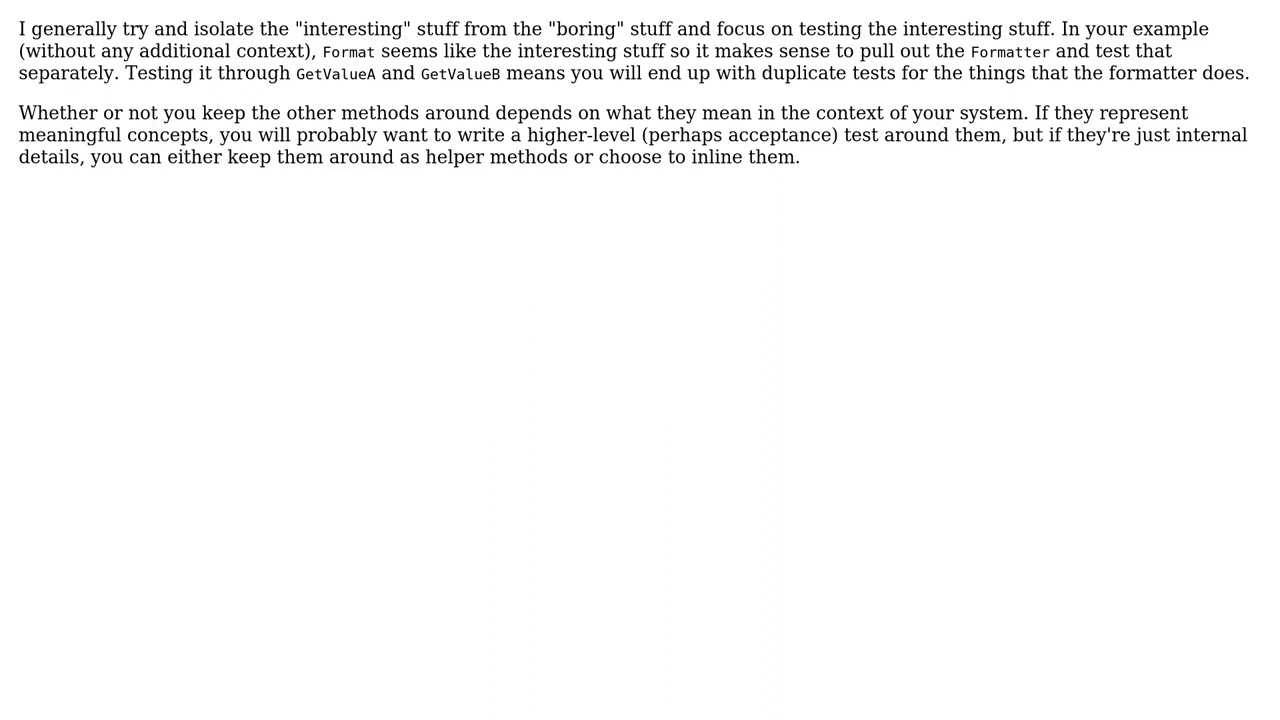 I generally try and isolate the "interesting" stuff from the "boring" stuff and focus on testing the interesting stuff. In your example
(without any additional context), Format seems like the interesting stuff so it makes sense to pull out the Formatter and test that
separately. Testing it through GetValueA and GetValueB means you will end up with duplicate tests for the things that the formatter does.
Whether or not you keep the other methods around depends on what they mean in the context of your system. If they represent
meaningful concepts, you will probably want to write a higher-level (perhaps acceptance) test around them, but if they're just internal
details, you can either keep them around as helper methods or choose to inline them.